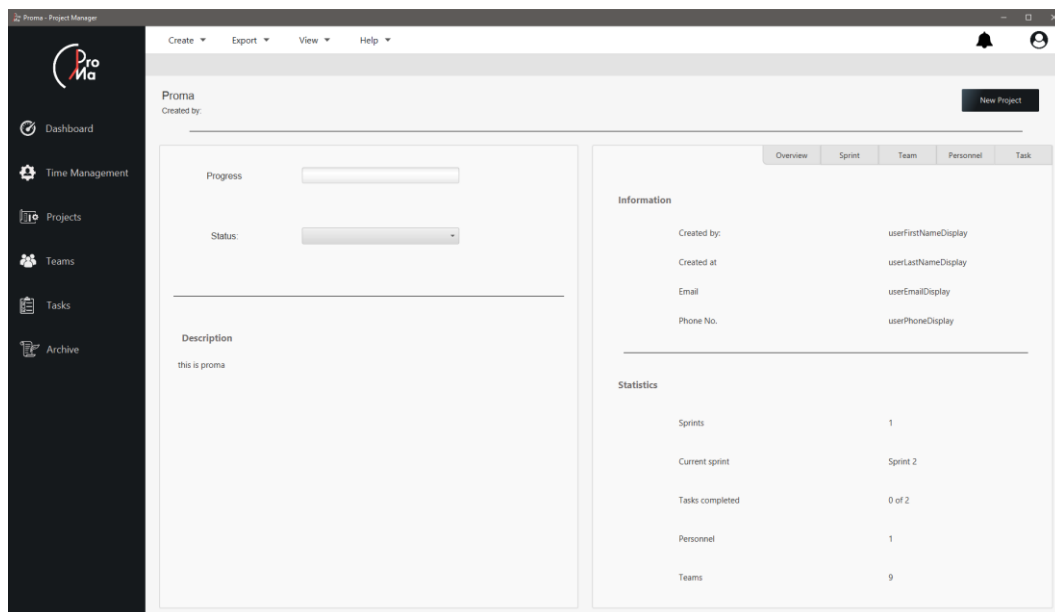 Proma - Project Manager
Create Export View Help
Pro
Ma
Proma
Created by:
New Project
Dashboard
Time Management
Projects
Teams
Tasks
Archive
Progress
Status:
Description
this is proma
Overview Sprint Team Personnel Task
Information
Created by: userFirstNameDisplay
Created at userLastNameDisplay
Email userEmailDisplay
Phone No. userPhoneDisplay
Statistics
Sprints 1
Current sprint Sprint 2
Tasks completed 0 of 2
Personnel 1
Teams 9